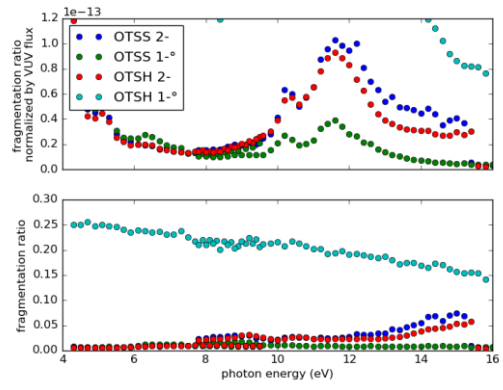 1e−13
1.2
1.0
0.8
0.6
0.4
0.2
0.0
fragmentation ratio
normalized by VUV flux
OTSS 2-
OTSS 1-°
OTSH 2-
OTSH 1-°
0.30
0.25
0.20
0.15
0.10
0.05
0.00
fragmentation ratio
4 6 8 10 12 14 16
photon energy (eV)